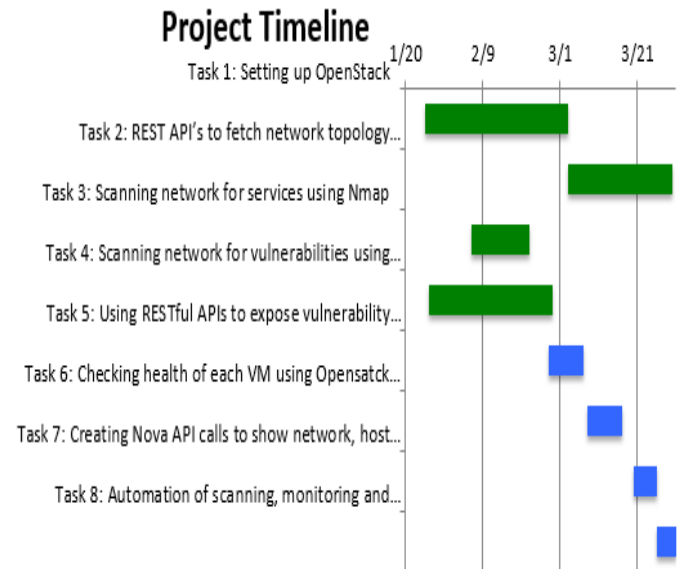 Project Timeline
1/20 2/9 3/1 3/21
Task 1: Setting up OpenStack
Task 2: REST API's to fetch network topology...
Task 3: Scanning network for services using Nmap
Task 4: Scanning network for vulnerabilities using...
Task 5: Using RESTful APIs to expose vulnerability...
Task 6: Checking health of each VM using Opensatck...
Task 7: Creating Nova API calls to show network, host...
Task 8: Automation of scanning, monitoring and...